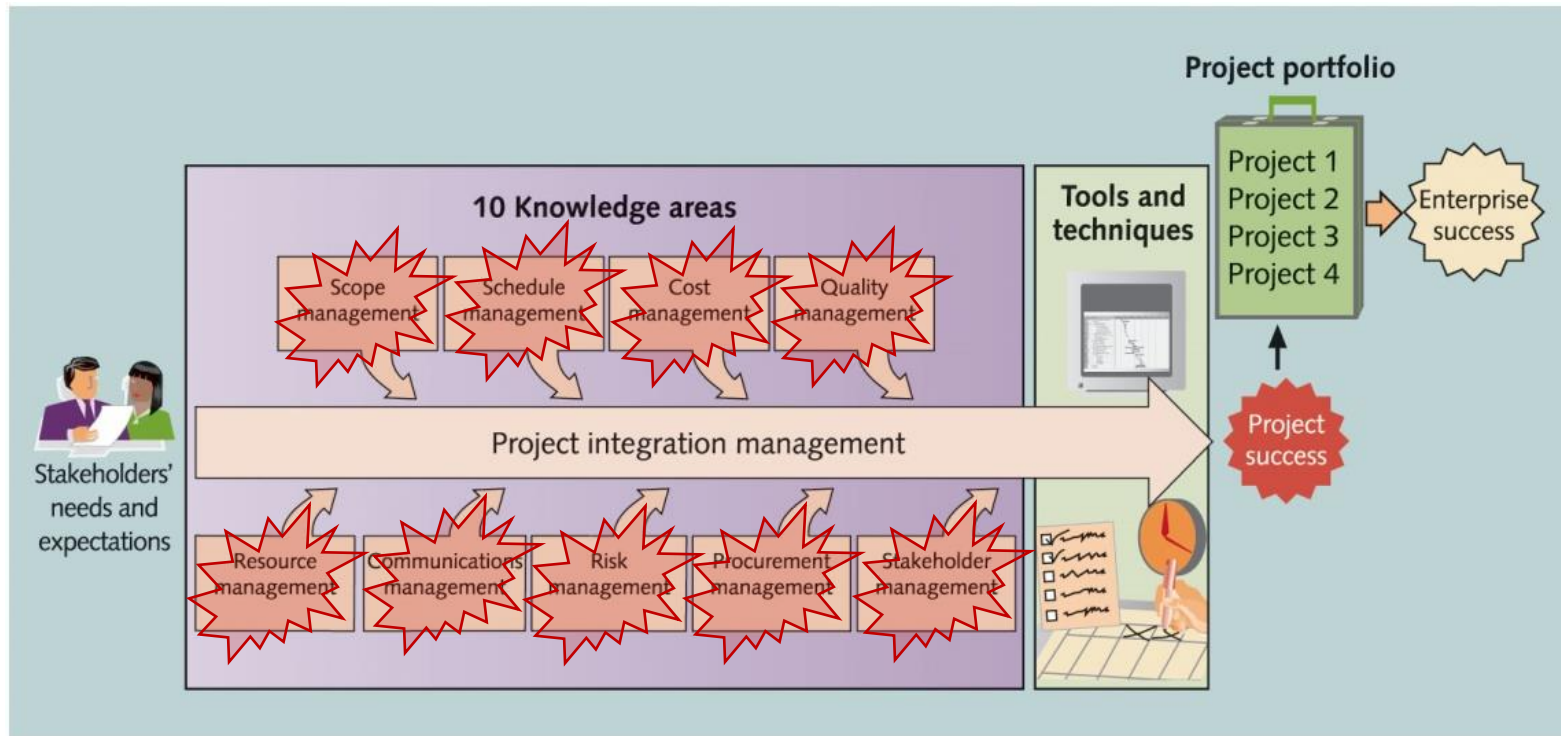 Project portfolio
Project 1
Project 2
Project 3
Project 4
Enterprise
success
10 Knowledge areas
Tools and
techniques
Scope
management
Schedule
management
Cost
management
Quality
management
Stakeholders’
needs and
expectations
Project integration management
Project
success
Resource
management
Communications
management
Risk
management
Procurement
management
Stakeholder
management